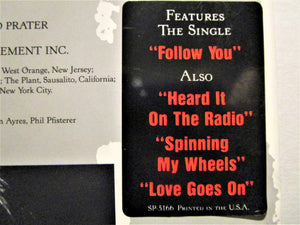 PRATER
EMENT INC.
West Orange, New Jersey;
; The Plant, Sausalito, California;
New York City.
Ayres, Phil Pfisterer
FEATURES
THE SINGLE
"Follow You"
ALSO
"Heard It
On The Radio"
"Spinning
My Wheels"
"Love Goes On"
SP-5166 PRINTED IN THE U.S.A.